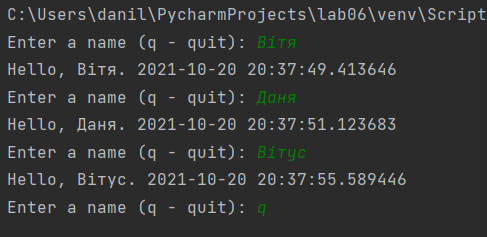 C:\Users\danil\PycharmProjects\lab06\venv\Script
Enter a name (q - quit): Вітя
Hello, Вітя. 2021-10-20 20:37:49.413646
Enter a name (q - quit): Даня
Hello, Даня. 2021-10-20 20:37:51.123683
Enter a name (q - quit): Вітус
Hello, Вітус. 2021-10-20 20:37:55.589446
Enter a name (q - quit): q